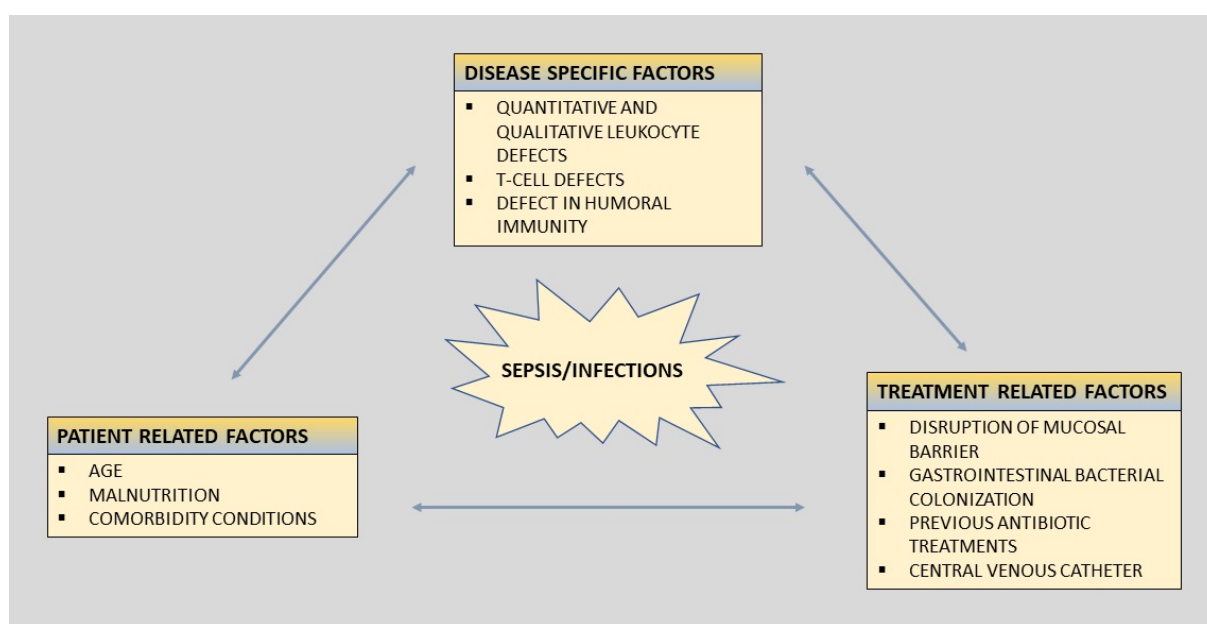 DISEASE SPECIFIC FACTORS
▪ QUANTITATIVE AND
QUALITATIVE LEUKOCYTE
DEFECTS
▪ T-CELL DEFECTS
▪ DEFECT IN HUMORAL
IMMUNITY
SEPSIS/INFECTIONS
PATIENT RELATED FACTORS
▪ AGE
▪ MALNUTRITION
▪ COMORBIDITY CONDITIONS
TREATMENT RELATED FACTORS
▪ DISRUPTION OF MUCOSAL
BARRIER
▪ GASTROINTESTINAL BACTERIAL
COLONIZATION
▪ PREVIOUS ANTIBIOTIC
TREATMENTS
▪ CENTRAL VENOUS CATHETER